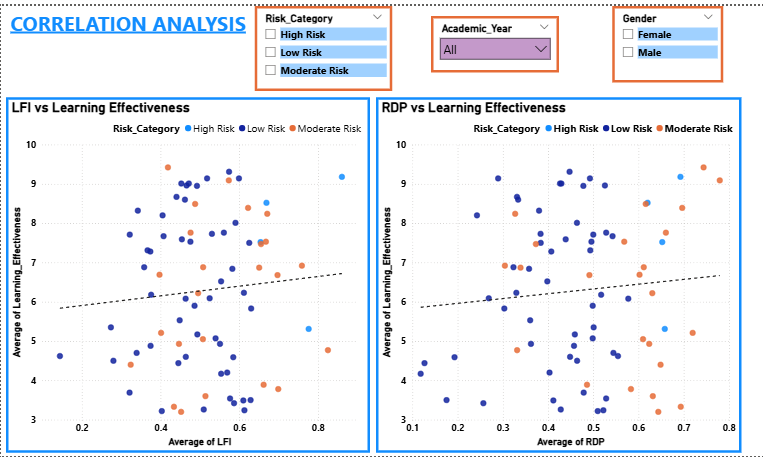 CORRELATION ANALYSIS
Risk_Category
High Risk
Low Risk
Moderate Risk
Academic_Year
All
Gender
Female
Male
LFI vs Learning Effectiveness
Risk_Category High Risk Low Risk Moderate Risk
Average of Learning_Effectiveness
10
9
8
7
6
5
4
3
0.2 0.4 0.6 0.8
Average of LFI
RDP vs Learning Effectiveness
Risk_Category High Risk Low Risk Moderate Risk
Average of Learning_Effectiveness
10
9
8
7
6
5
4
3
0.1 0.2 0.3 0.4 0.5 0.6 0.7 0.8
Average of RDP